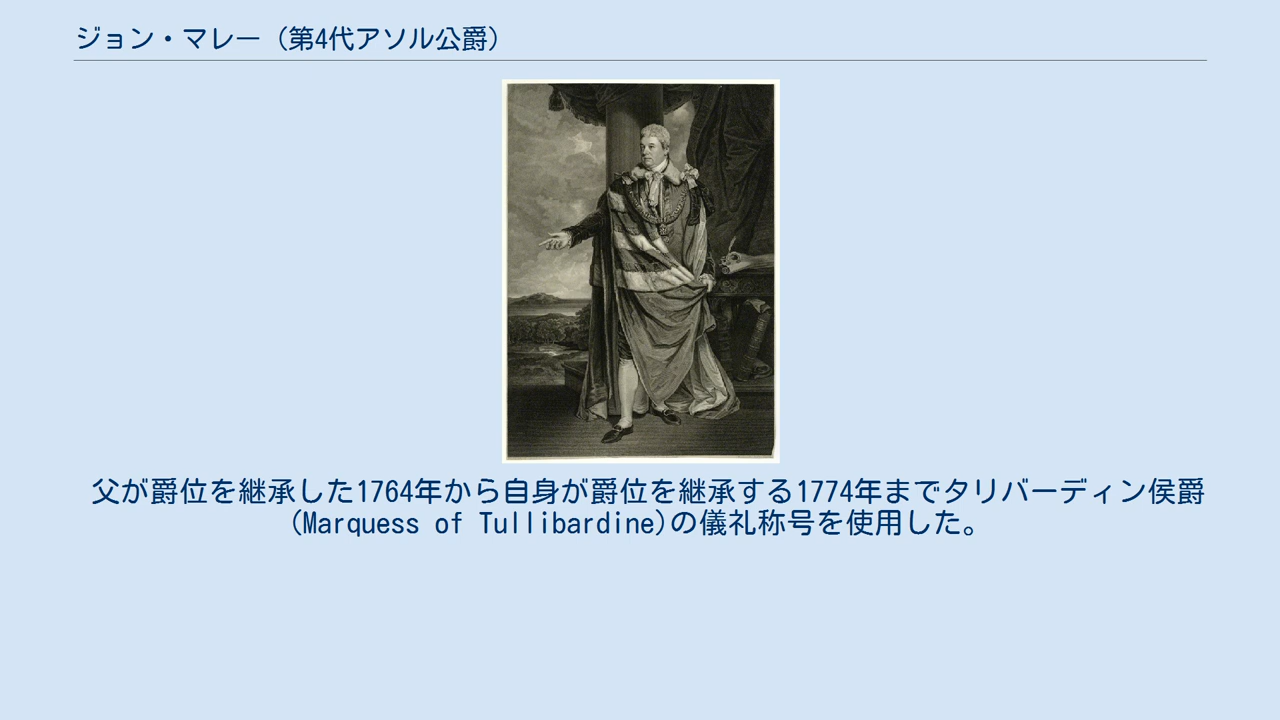 ジョン・マレー（第4代アソル公爵）
父が爵位を継承した1764年から自身が爵位を継承する1774年までタリバーディン侯爵
(Marquess of Tullibardine)の儀礼称号を使用した。